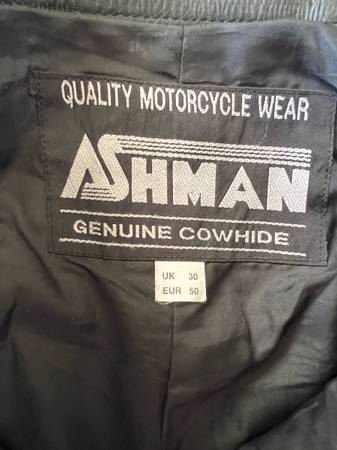 QUALITY MOTORCYCLE WEAR
ASHMAN
GENUINE COWHIDE
UK 30
EUR 50